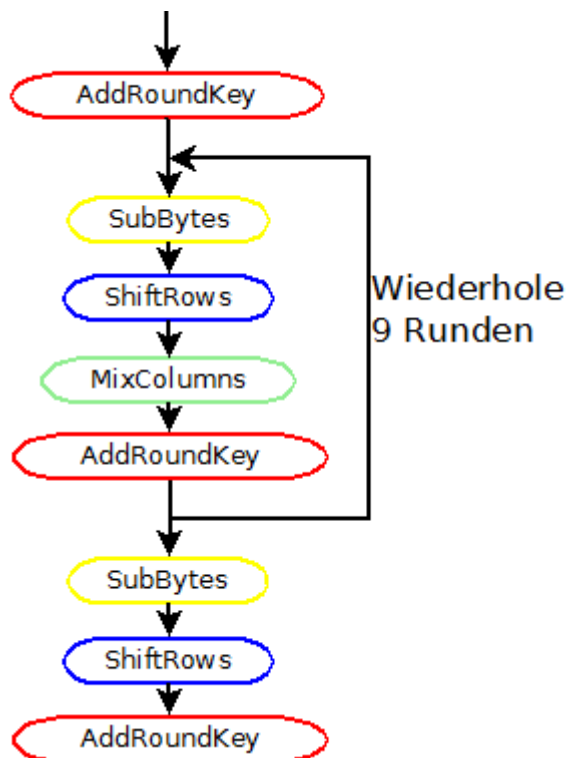 AddRoundKey
SubBytes
ShiftRows
Wiederhole
9 Runden
MixColumns
AddRoundKey
SubBytes
ShiftRows
AddRoundKey